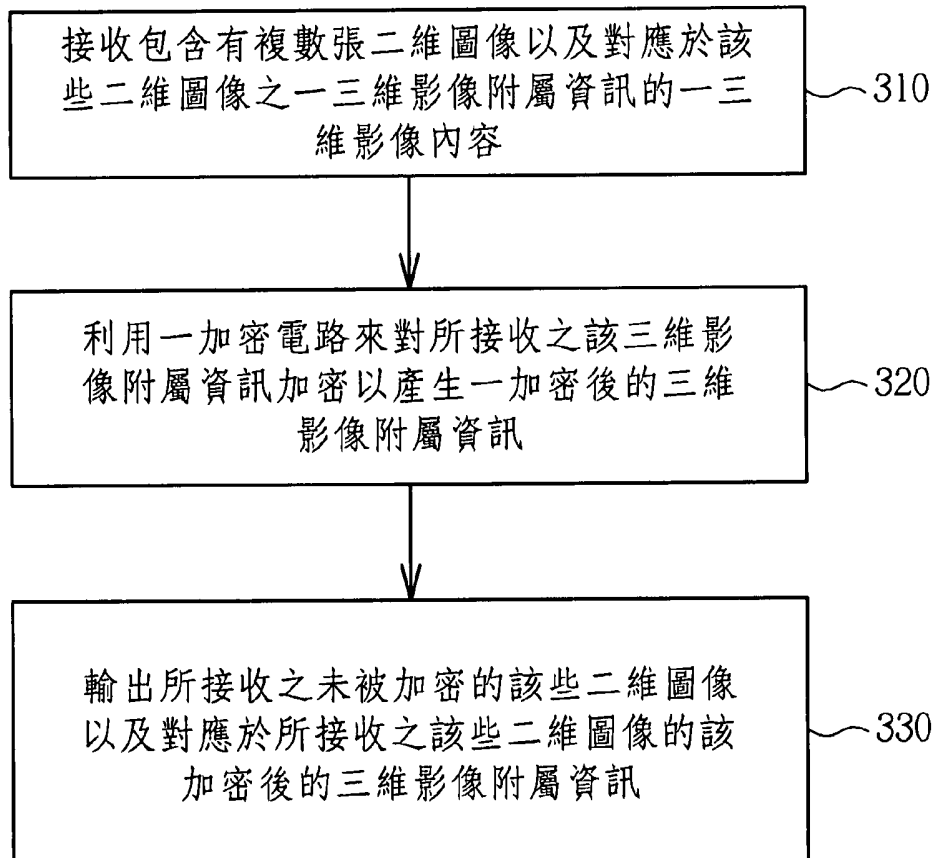 接收包含有複數張二維圖像以及對應於該
些二維圖像之一三維影像附屬資訊的一三
維影像內容
310
利用一加密電路來對所接收之該三維影
像附屬資訊加密以產生一加密後的三維
影像附屬資訊
320
輸出所接收之未被加密的該些二維圖像
以及對應於所接收之該些二維圖像的該
加密後的三維影像附屬資訊
330